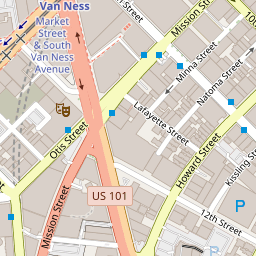 Van Ness
Market
Street
& South
Van Ness
Avenue
Mission Street
Minna Street
Natoma Street
Lafayette Street
Otis Street
Howard Street
Kissling Street
US 101
Mission Street
12th Street
P